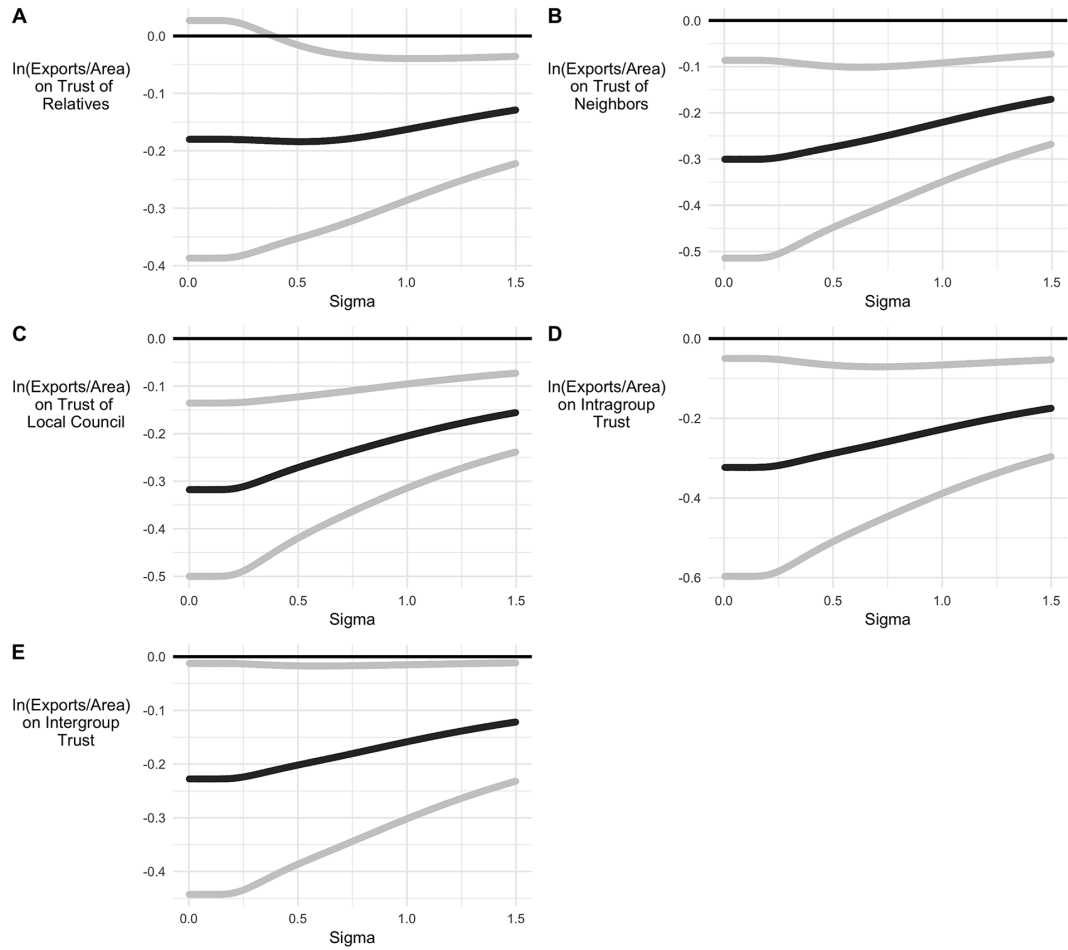 A
ln(Exports/Area)
on Trust of
Relatives
0.0
-0.1
-0.2
-0.3
-0.4
0.0 0.5 1.0 1.5
Sigma
B
ln(Exports/Area)
on Trust of
Neighbors
0.0
-0.1
-0.2
-0.3
-0.4
-0.5
0.0 0.5 1.0 1.5
Sigma
C
ln(Exports/Area)
on Trust of
Local Council
0.0
-0.1
-0.2
-0.3
-0.4
-0.5
0.0 0.5 1.0 1.5
Sigma
D
ln(Exports/Area)
on Intragroup
Trust
0.0
-0.2
-0.4
-0.6
0.0 0.5 1.0 1.5
Sigma
E
ln(Exports/Area)
on Intergroup
Trust
0.0
-0.1
-0.2
-0.3
-0.4
0.0 0.5 1.0 1.5
Sigma